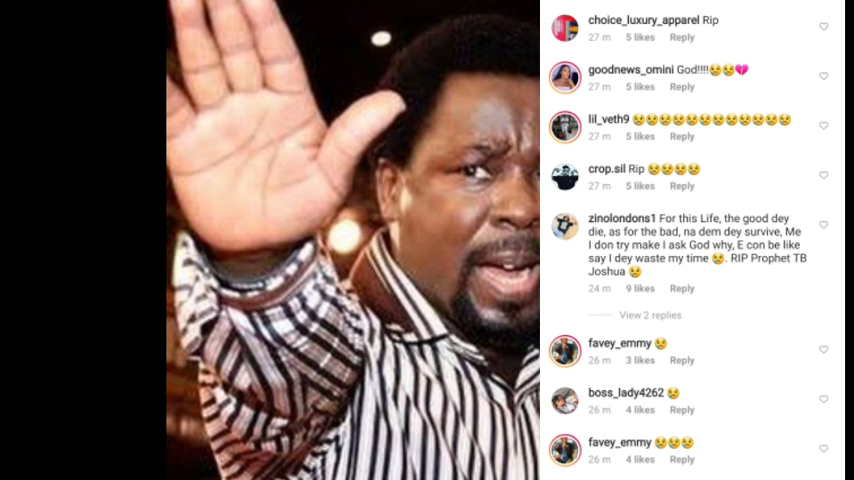 choice_luxury_apparel Rip
27 m 5 likes Reply
goodnews_omini God!!!!😢😢💔
27 m 5 likes Reply
lil_veth9 😢😢😢😢😢😢😢😢😢😢😢😢
27 m 5 likes Reply
crop.sil Rip 😢😢😢😢
27 m 5 likes Reply
zinolondons1 For this Life, the good dey
die, as for the bad, na dem dey survive, Me
I don try make I ask God why, E con be like
say I dey waste my time 😢. RIP Prophet TB
Joshua 😢
24 m 9 likes Reply
View 2 replies
favey_emmy 😢
26 m 3 likes Reply
boss_lady4262 😢
26 m 4 likes Reply
favey_emmy 😢😢😢
26 m 4 likes Reply